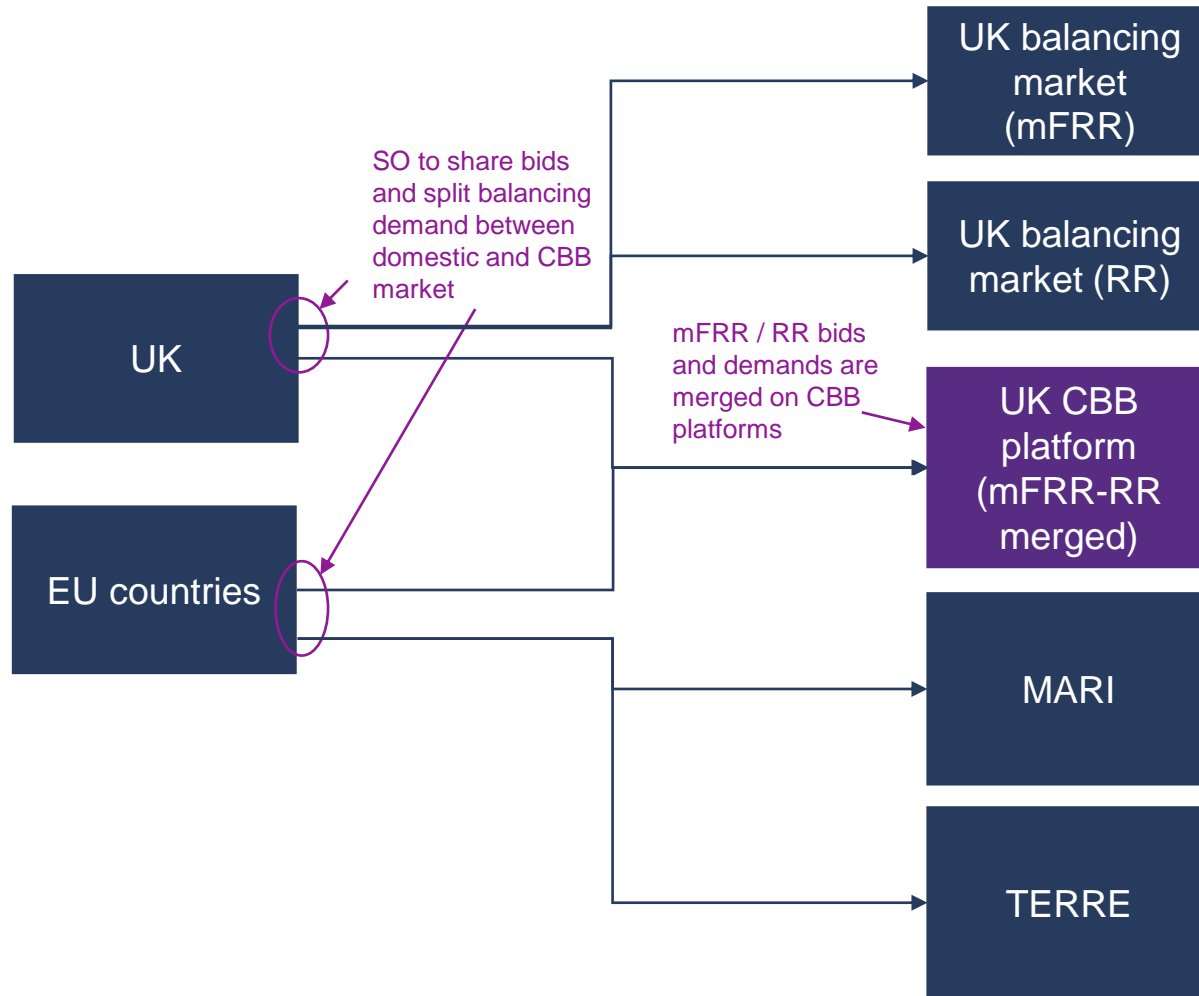 UK balancing
market
(mFRR)
SO to share bids
and split balancing
demand between
domestic and CBB
market
UK balancing
market (RR)
UK
mFRR / RR bids
and demands are
merged on CBB
platforms
UK CBB
platform
(mFRR-RR
merged)
EU countries
MARI
TERRE